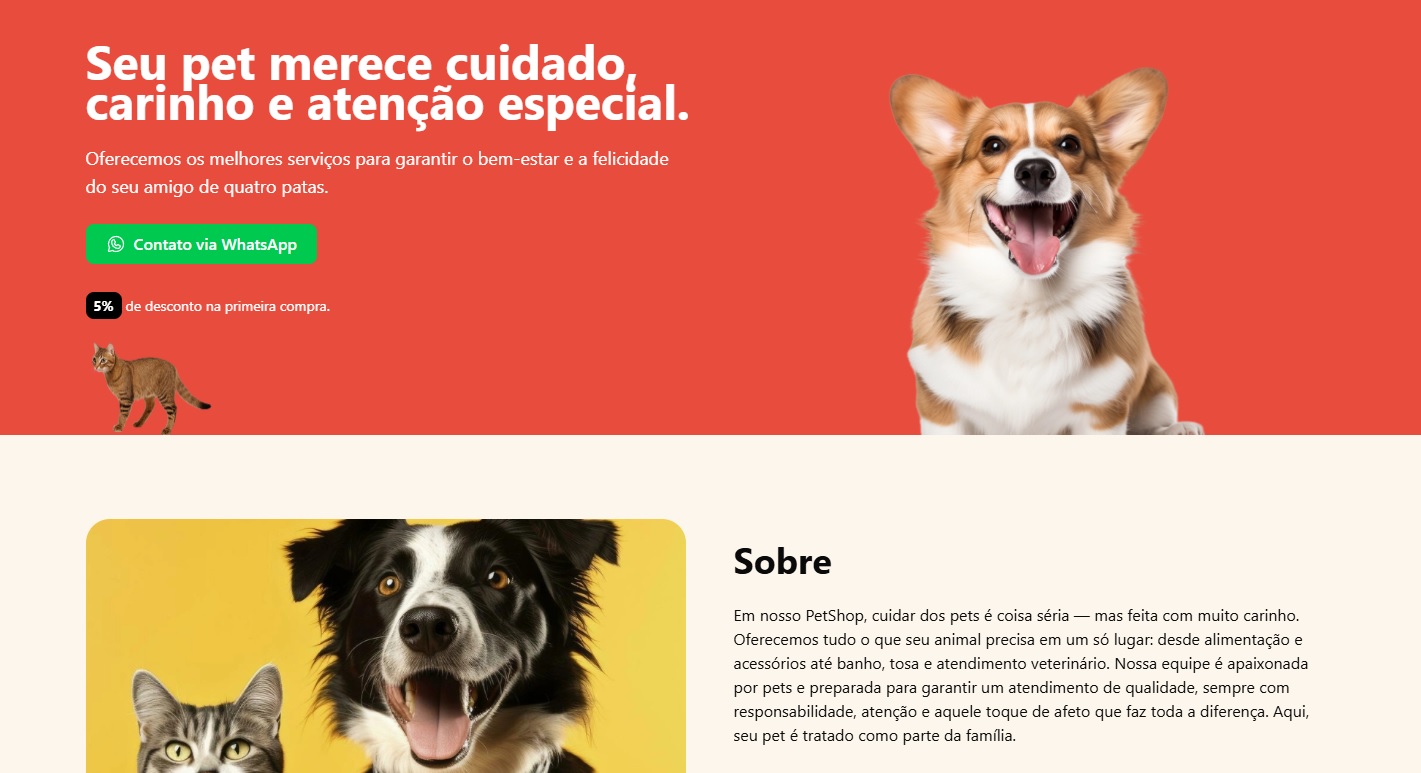 Seu pet merece cuidado,
carinho e atenção especial.
Oferecemos os melhores serviços para garantir o bem-estar e a felicidade
do seu amigo de quatro patas.
Contato via WhatsApp
5% de desconto na primeira compra.
Sobre
Em nosso PetShop, cuidar dos pets é coisa séria — mas feita com muito carinho.
Oferecemos tudo o que seu animal precisa em um só lugar: desde alimentação e
acessórios até banho, tosa e atendimento veterinário. Nossa equipe é apaixonada
por pets e preparada para garantir um atendimento de qualidade, sempre com
responsabilidade, atenção e aquele toque de afeto que faz toda a diferença. Aqui,
seu pet é tratado como parte da família.